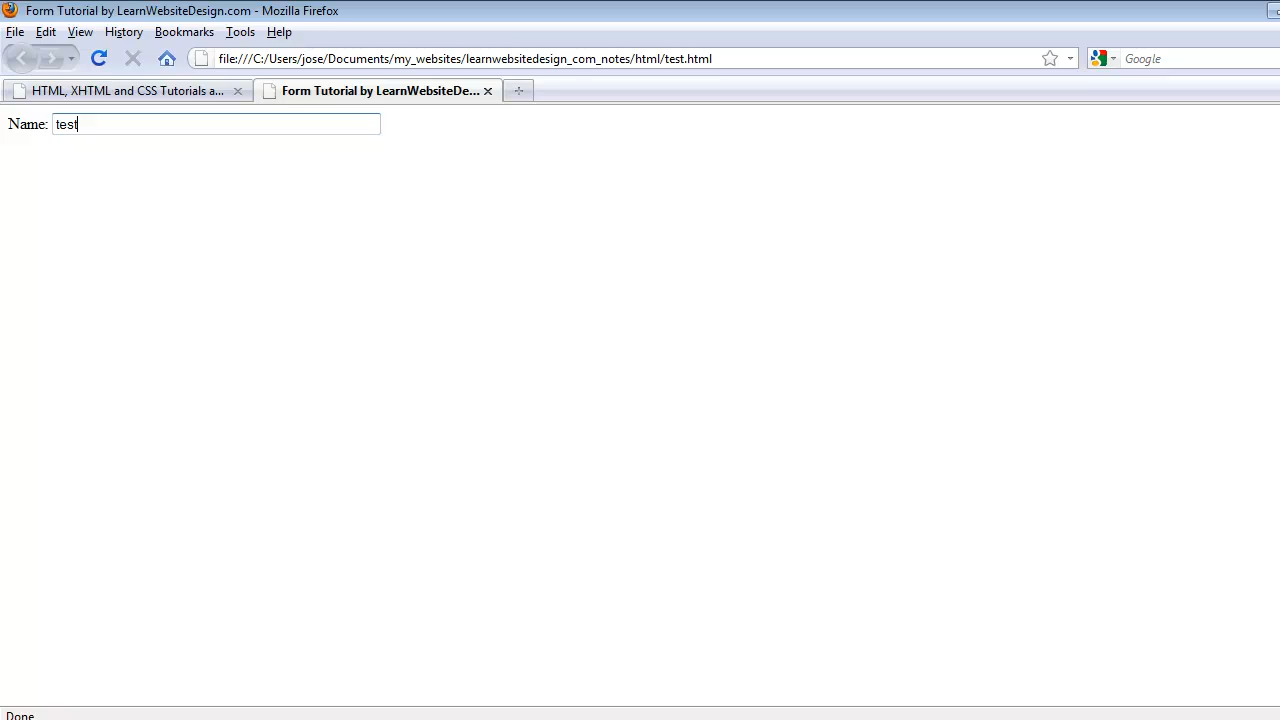 Form Tutorial by LearnWebsiteDesign.com - Mozilla Firefox
File Edit View History Bookmarks Tools Help
file:///C:/Users/jose/Documents/my_websites/learnwebsitedesign_com_notes/html/test.html Google
HTML, XHTML and CSS Tutorials a... Form Tutorial by LearnWebsiteDe...
Name: test
Done